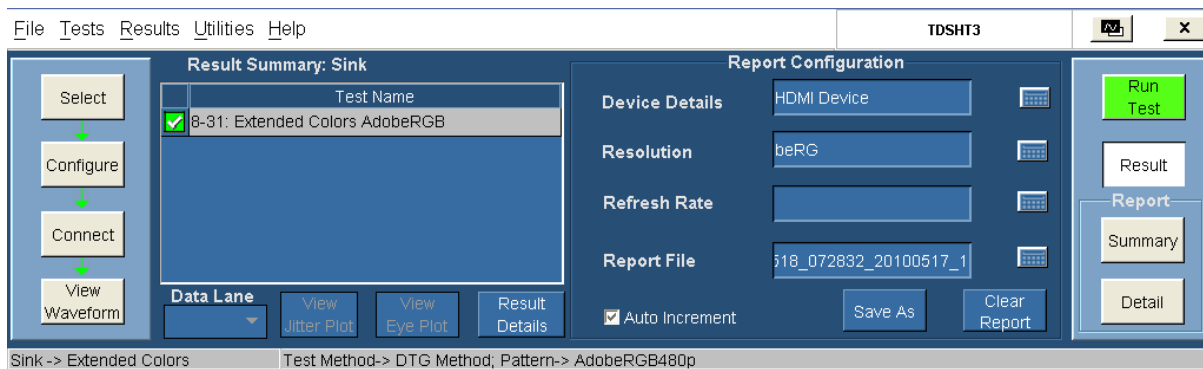 File Tests Results Utilities Help
TDSHT3
x
Select
Configure
Connect
View
Waveform
Result Summary: Sink
Test Name
8-31: Extended Colors AdobeRGB
Data Lane
View
Jitter Plot
View
Eye Plot
Result
Details
Report Configuration
Device Details
HDMI Device
Resolution
beRG
Refresh Rate
Report File
518_072832_20100517_1
Auto Increment
Save As
Clear
Report
Run
Test
Result
Report
Summary
Detail
Sink -> Extended Colors
Test Method-> DTG Method; Pattern-> AdobeRGB480p